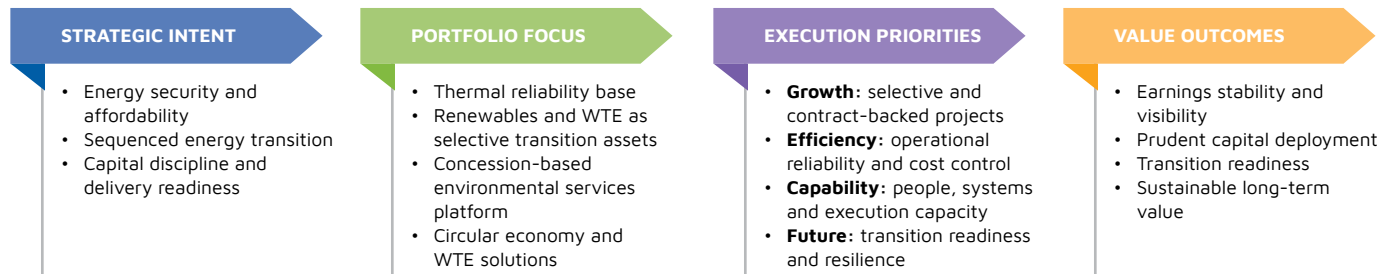 STRATEGIC INTENT
• Energy security and
affordability
• Sequenced energy transition
• Capital discipline and
delivery readiness
PORTFOLIO FOCUS
• Thermal reliability base
• Renewables and WTE as
selective transition assets
• Concession-based
environmental services
platform
• Circular economy and
WTE solutions
EXECUTION PRIORITIES
• Growth: selective and
contract-backed projects
• Efficiency: operational
reliability and cost control
• Capability: people, systems
and execution capacity
• Future: transition readiness
and resilience
VALUE OUTCOMES
• Earnings stability and
visibility
• Prudent capital deployment
• Transition readiness
• Sustainable long-term
value